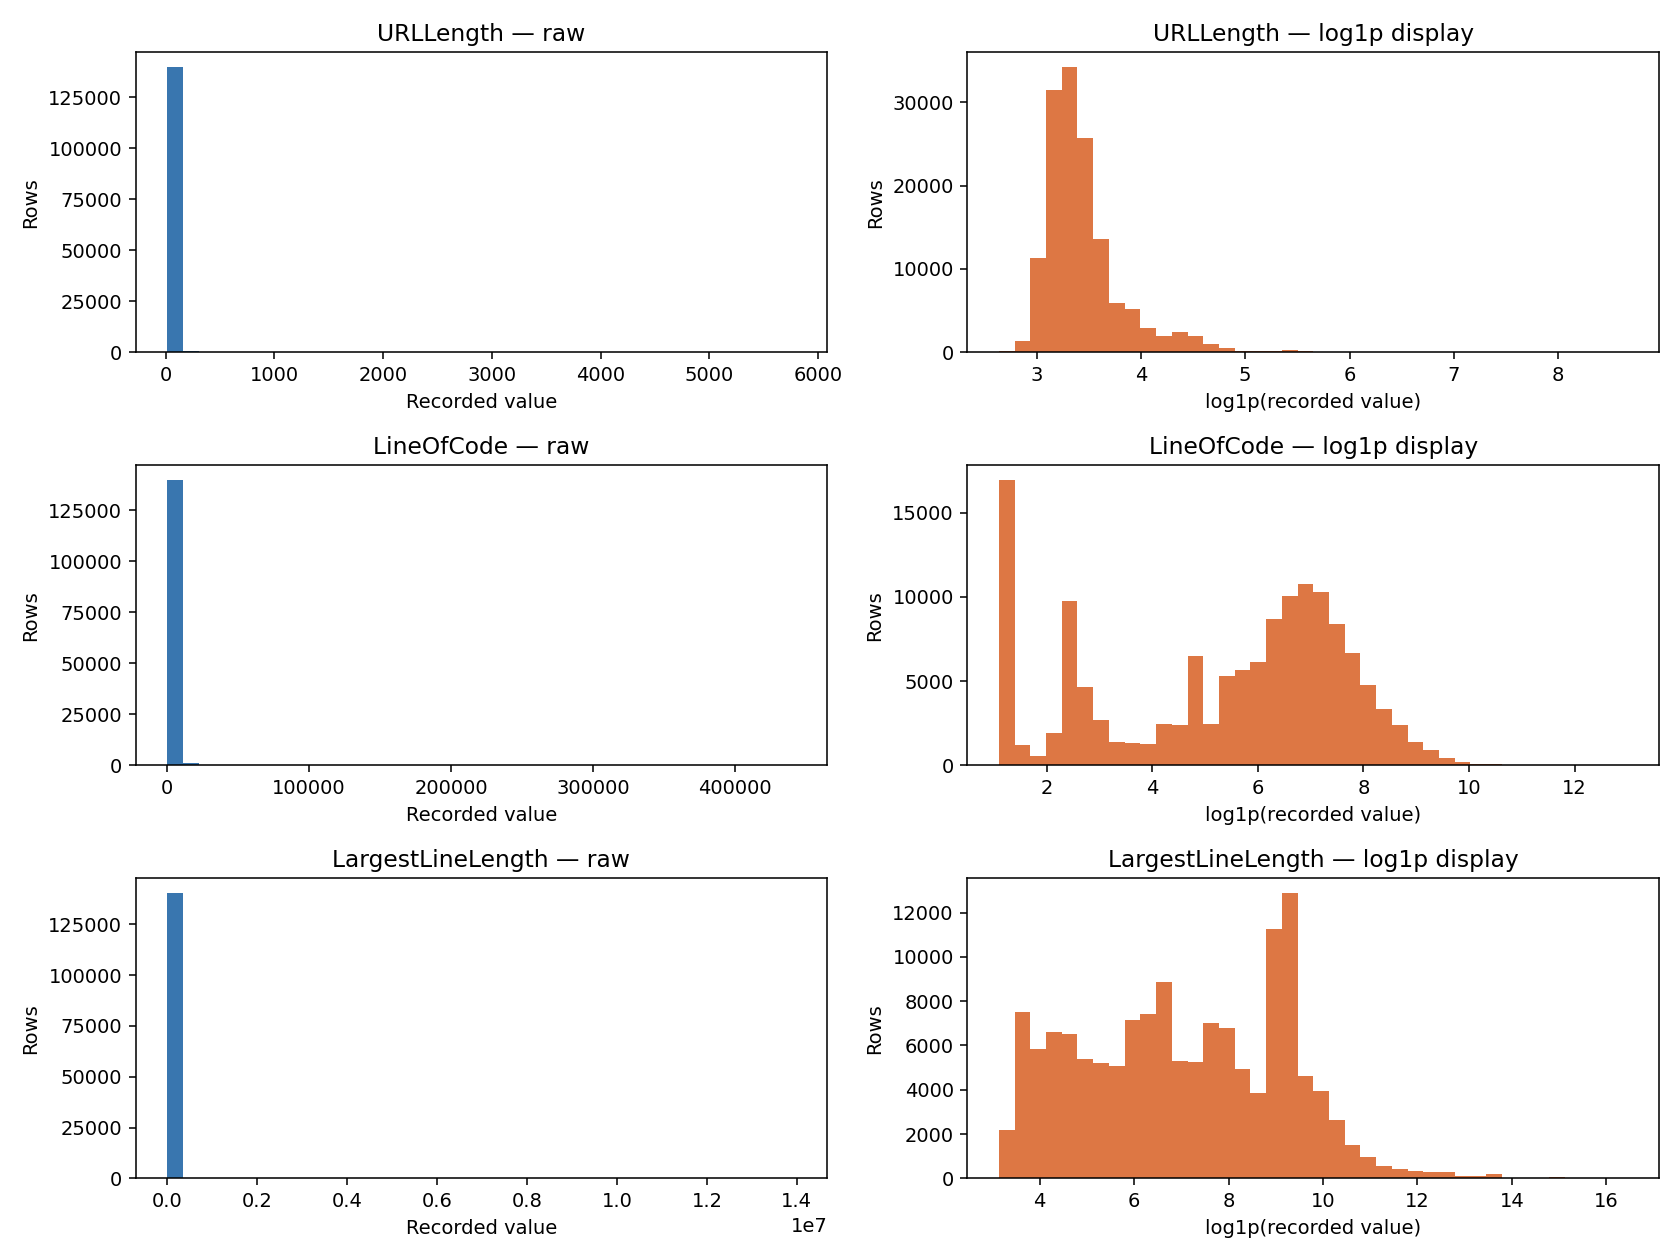 URLLength — raw
125000
100000
75000
50000
25000
0
Rows
0 1000 2000 3000 4000 5000 6000
Recorded value
URLLength — log1p display
30000
20000
10000
0
Rows
3 4 5 6 7 8
log1p(recorded value)
LineOfCode — raw
125000
100000
75000
50000
25000
0
Rows
0 100000 200000 300000 400000
Recorded value
LineOfCode — log1p display
15000
10000
5000
0
Rows
2 4 6 8 10 12
log1p(recorded value)
LargestLineLength — raw
125000
100000
75000
50000
25000
0
Rows
0.0 0.2 0.4 0.6 0.8 1.0 1.2 1.4
1e7
Recorded value
LargestLineLength — log1p display
12000
10000
8000
6000
4000
2000
0
Rows
4 6 8 10 12 14 16
log1p(recorded value)